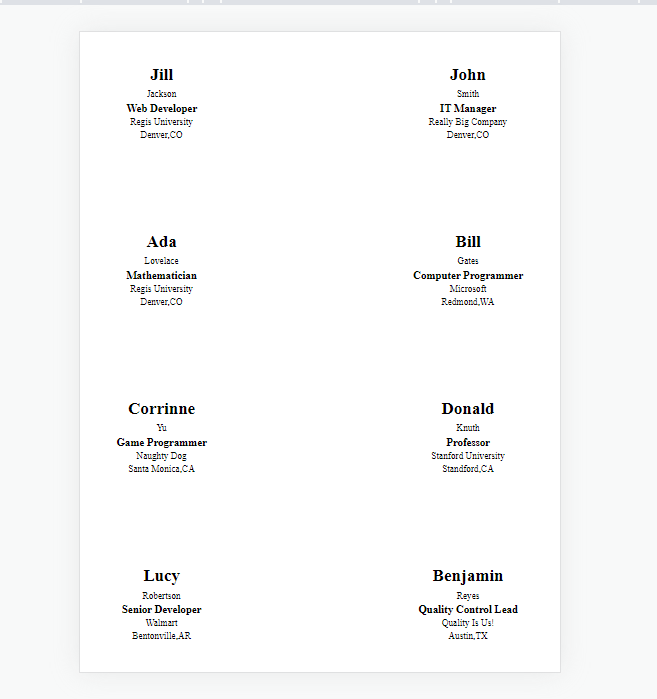 Jill
Jackson
Web Developer
Regis University
Denver,CO
John
Smith
IT Manager
Really Big Company
Denver,CO
Ada
Lovelace
Mathematician
Regis University
Denver,CO
Bill
Gates
Computer Programmer
Microsoft
Redmond,WA
Corrinne
Yu
Game Programmer
Naughty Dog
Santa Monica,CA
Donald
Knuth
Professor
Stanford University
Standford,CA
Lucy
Robertson
Senior Developer
Walmart
Bentonville,AR
Benjamin
Reyes
Quality Control Lead
Quality Is Us!
Austin,TX